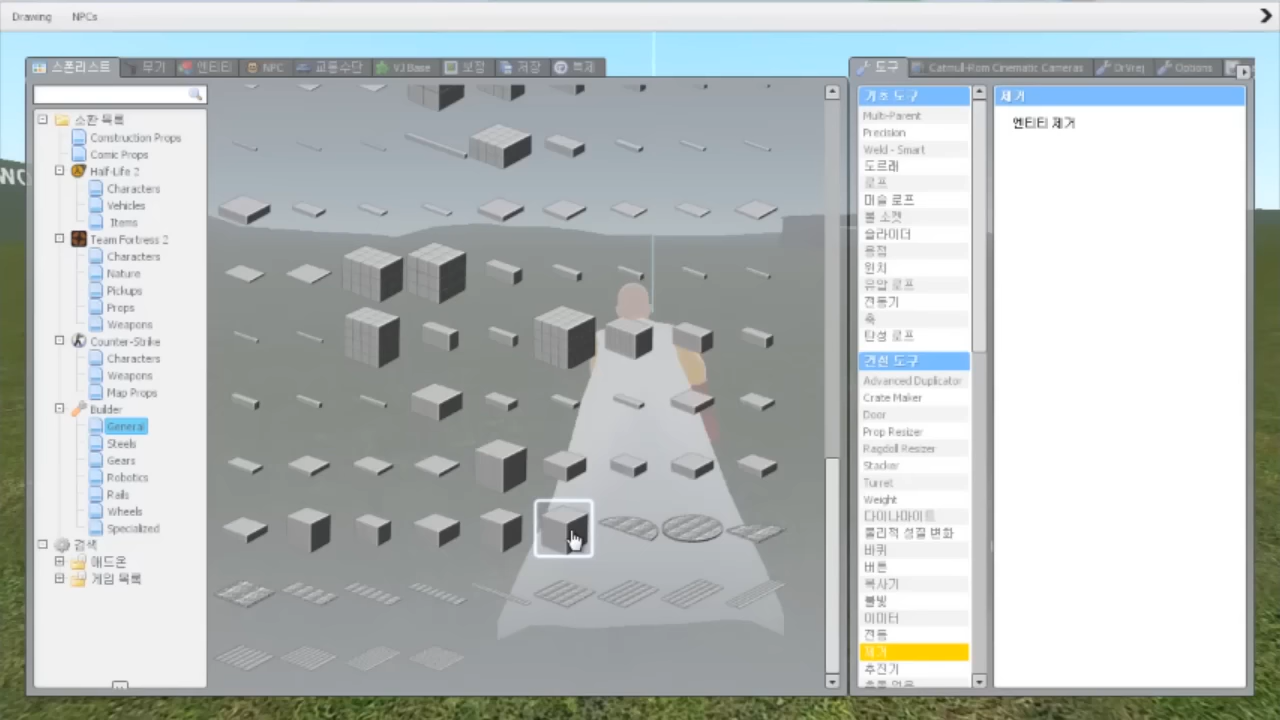 Drawing NPCs
스폰리스트 무기 엔티티 NPC 교통수단 VJ Base 보정 저장 복제
도구 Catmull-Rom Cinematic Cameras DrVrej Options
소환 목록
Construction Props
Comic Props
Half-Life 2
Characters
Vehicles
Items
Team Fortress 2
Characters
Nature
Pickups
Props
Weapons
Counter-Strike
Characters
Weapons
Map Props
Builder
General
Steels
Gears
Robotics
Rails
Wheels
Specialized
검색
애드온
게임 목록
기초 도구
Multi-Parent
Precision
Weld - Smart
도르래
로프
머슬 로프
볼 소켓
슬라이더
용접
윈치
유압 로프
전동기
축
탄성 로프
건설 도구
Advanced Duplicator
Crate Maker
Door
Prop Resizer
Ragdoll Resizer
Stacker
Turret
Weight
다이나마이트
물리적 성질 변화
바퀴
버튼
복사기
불빛
이미터
전등
제거
추진기
제거
엔티티 제거